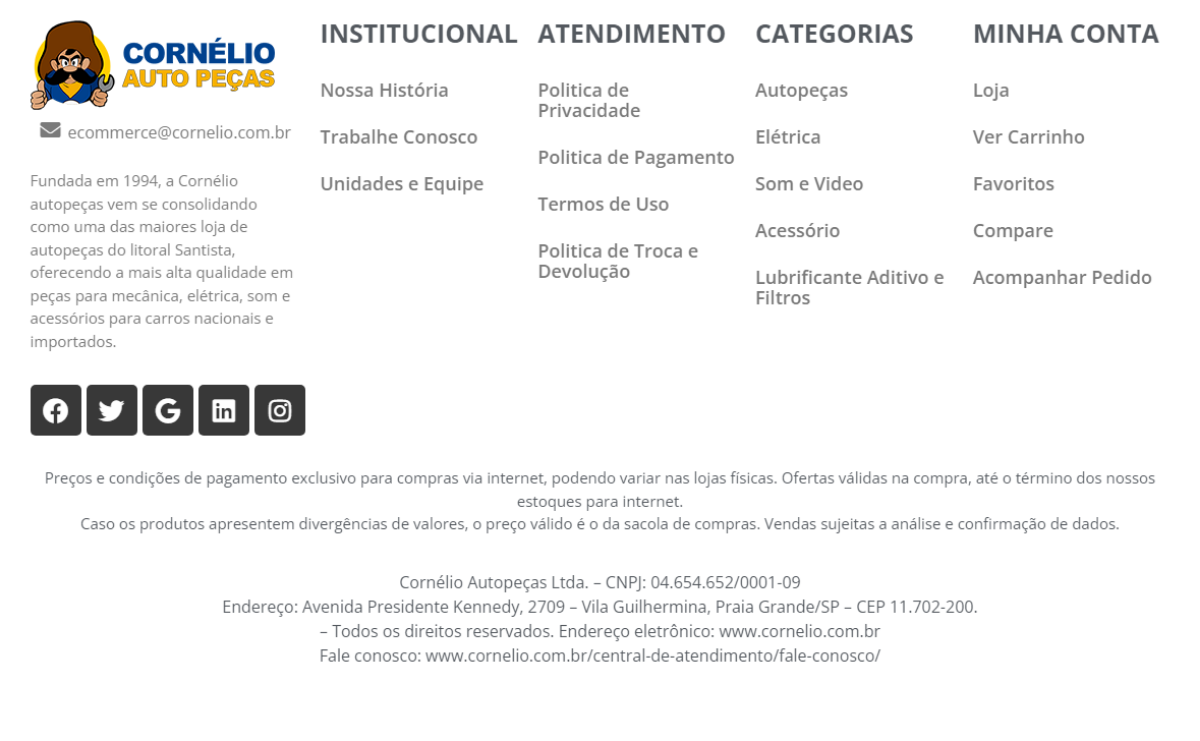 CORNÉLIO
AUTO PEÇAS
ecommerce@cornelio.com.br
Fundada em 1994, a Cornélio
autopeças vem se consolidando
como uma das maiores loja de
autopeças do litoral Santista,
oferecendo a mais alta qualidade em
peças para mecânica, elétrica, som e
acessórios para carros nacionais e
importados.
INSTITUCIONAL
Nossa História
Trabalhe Conosco
Unidades e Equipe
ATENDIMENTO
Politica de
Privacidade
Politica de Pagamento
Termos de Uso
Politica de Troca e
Devolução
CATEGORIAS
Autopeças
Elétrica
Som e Video
Acessório
Lubrificante Aditivo e
Filtros
MINHA CONTA
Loja
Ver Carrinho
Favoritos
Compare
Acompanhar Pedido
Preços e condições de pagamento exclusivo para compras via internet, podendo variar nas lojas físicas. Ofertas válidas na compra, até o término dos nossos
estoques para internet.
Caso os produtos apresentem divergências de valores, o preço válido é o da sacola de compras. Vendas sujeitas a análise e confirmação de dados.
Cornélio Autopeças Ltda. – CNPJ: 04.654.652/0001-09
Endereço: Avenida Presidente Kennedy, 2709 – Vila Guilhermina, Praia Grande/SP – CEP 11.702-200.
– Todos os direitos reservados. Endereço eletrônico: www.cornelio.com.br
Fale conosco: www.cornelio.com.br/central-de-atendimento/fale-conosco/